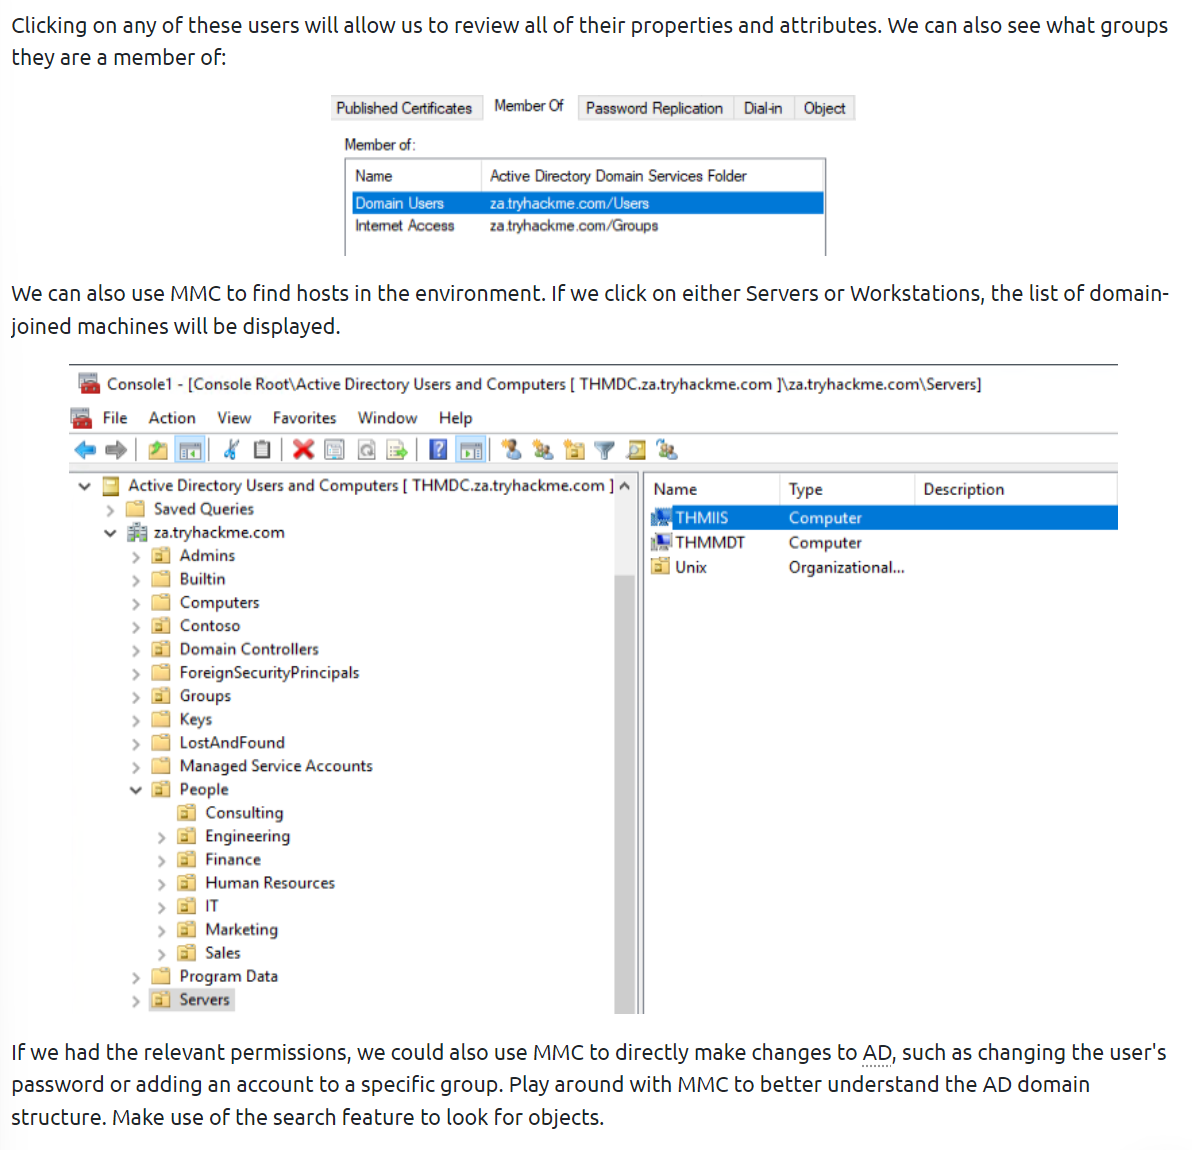 Clicking on any of these users will allow us to review all of their properties and attributes. We can also see what groups
they are a member of:
Published Certificates Member Of Password Replication Dial-in Object
Member of:
Name Active Directory Domain Services Folder
Domain Users za.tryhackme.com/Users
Internet Access za.tryhackme.com/Groups
We can also use MMC to find hosts in the environment. If we click on either Servers or Workstations, the list of domain-
joined machines will be displayed.
Console1 - [Console Root\Active Directory Users and Computers [ THMDC.za.tryhackme.com ]\za.tryhackme.com\Servers]
File Action View Favorites Window Help
Active Directory Users and Computers [ THMDC.za.tryhackme.com ]
Saved Queries
za.tryhackme.com
Admins
Builtin
Computers
Contoso
Domain Controllers
ForeignSecurityPrincipals
Groups
Keys
LostAndFound
Managed Service Accounts
People
Consulting
Engineering
Finance
Human Resources
IT
Marketing
Sales
Program Data
Servers
Name Type Description
THMIIS Computer
THMMDT Computer
Unix Organizational...
If we had the relevant permissions, we could also use MMC to directly make changes to AD, such as changing the user's
password or adding an account to a specific group. Play around with MMC to better understand the AD domain
structure. Make use of the search feature to look for objects.